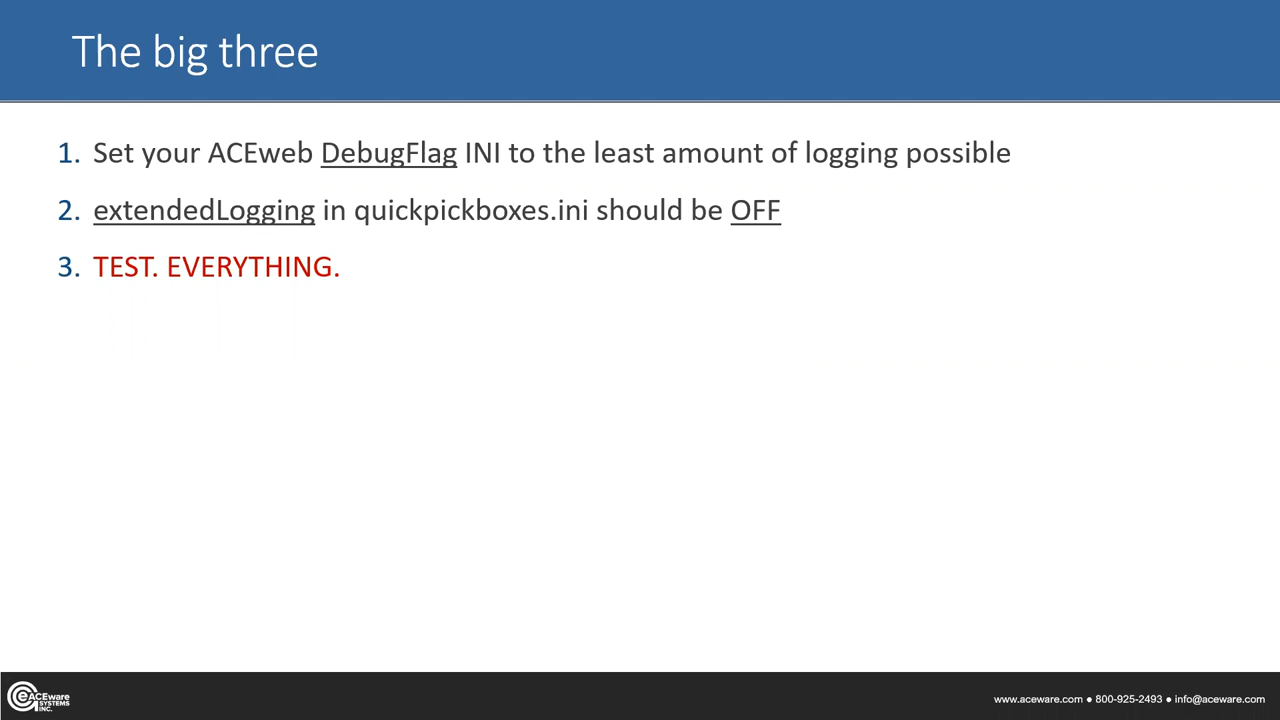 The big three
1. Set your ACEweb DebugFlag INI to the least amount of logging possible
2. extendedLogging in quickpickboxes.ini should be OFF
3. TEST. EVERYTHING.
ACEware
SYSTEMS
INC.
www.aceware.com ● 800-925-2493 ● info@aceware.com